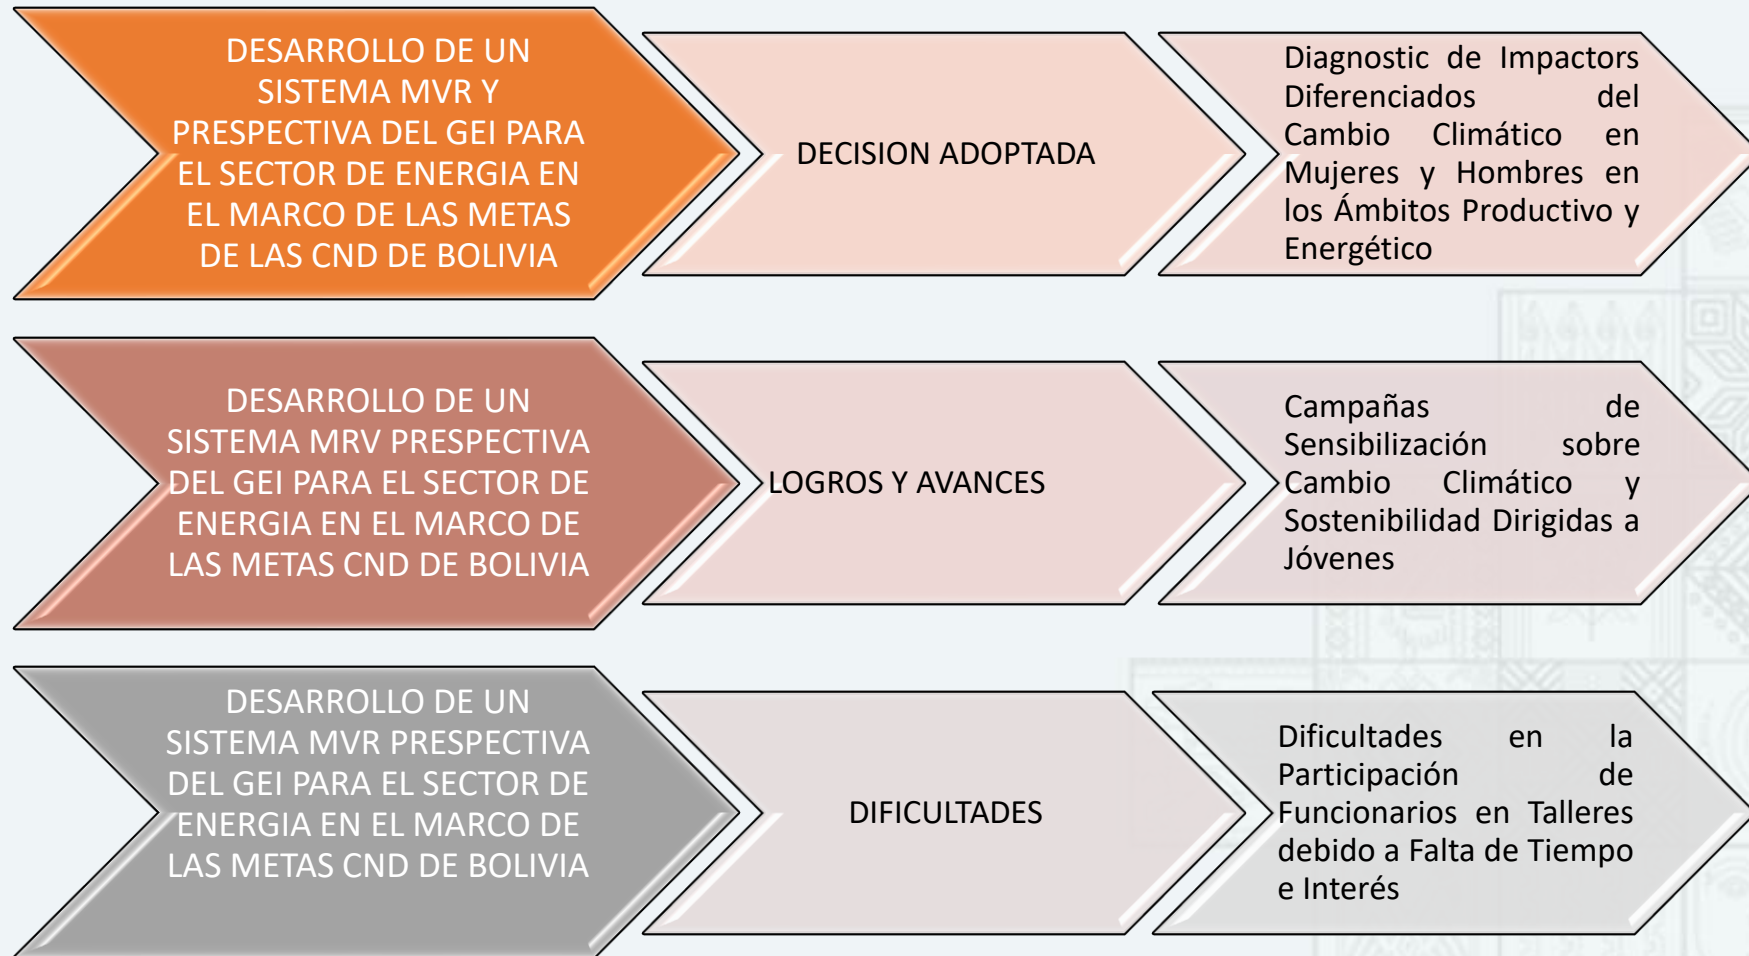 DESARROLLO DE UN
SISTEMA MVR Y
PRESPECTIVA DEL GEI PARA
EL SECTOR DE ENERGIA EN
EL MARCO DE LAS METAS
DE LAS CND DE BOLIVIA
DECISION ADOPTADA
Diagnostic de Impactors
Diferenciados del
Cambio Climático en
Mujeres y Hombres en
los Ámbitos Productivo y
Energético
DESARROLLO DE UN
SISTEMA MRV PRESPECTIVA
DEL GEI PARA EL SECTOR DE
ENERGIA EN EL MARCO DE
LAS METAS CND DE BOLIVIA
LOGROS Y AVANCES
Campañas de
Sensibilización sobre
Cambio Climático y
Sostenibilidad Dirigidas a
Jóvenes
DESARROLLO DE UN
SISTEMA MVR PRESPECTIVA
DEL GEI PARA EL SECTOR DE
ENERGIA EN EL MARCO DE
LAS METAS CND DE BOLIVIA
DIFICULTADES
Dificultades en la
Participación de
Funcionarios en Talleres
debido a Falta de Tiempo
e Interés